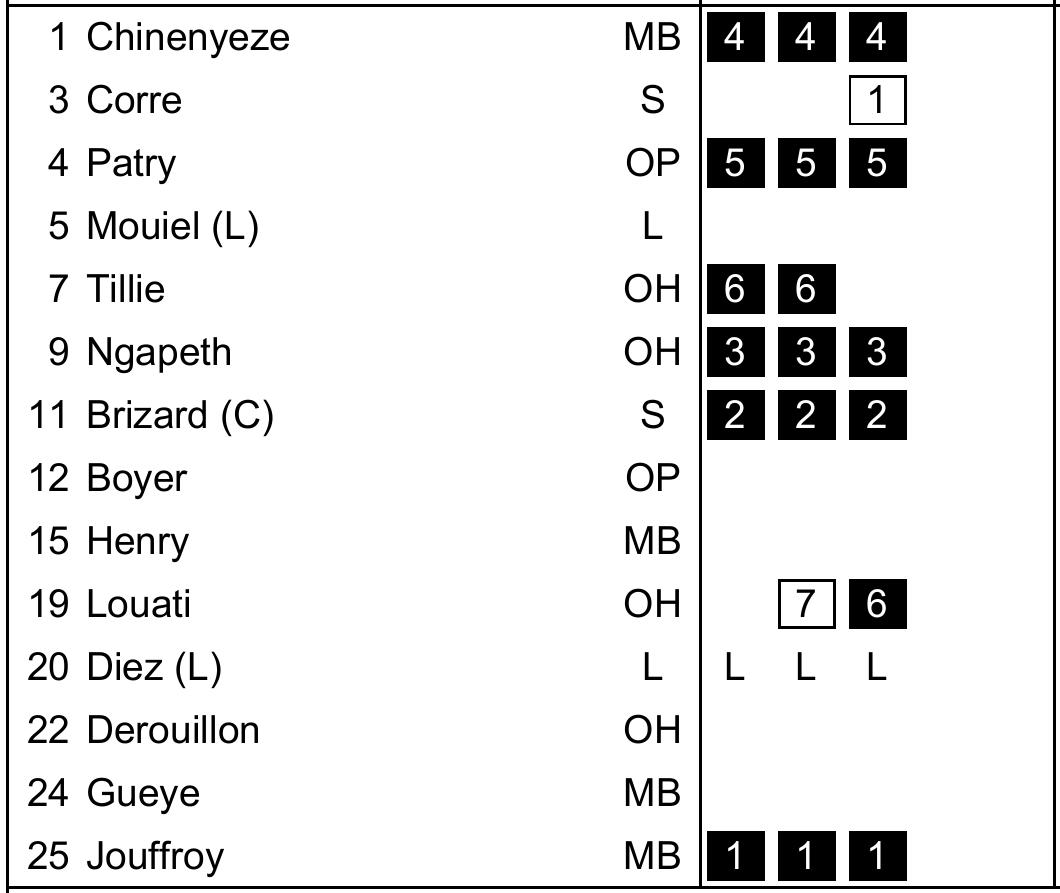 1 Chinenyeze MB 4 4 4
3 Corre S 1
4 Patry OP 5 5 5
5 Mouiel (L) L
7 Tillie OH 6 6
9 Ngapeth OH 3 3 3
11 Brizard (C) S 2 2 2
12 Boyer OP
15 Henry MB
19 Louati OH 7 6
20 Diez (L) L L L L
22 Derouillon OH
24 Gueye MB
25 Jouffroy MB 1 1 1